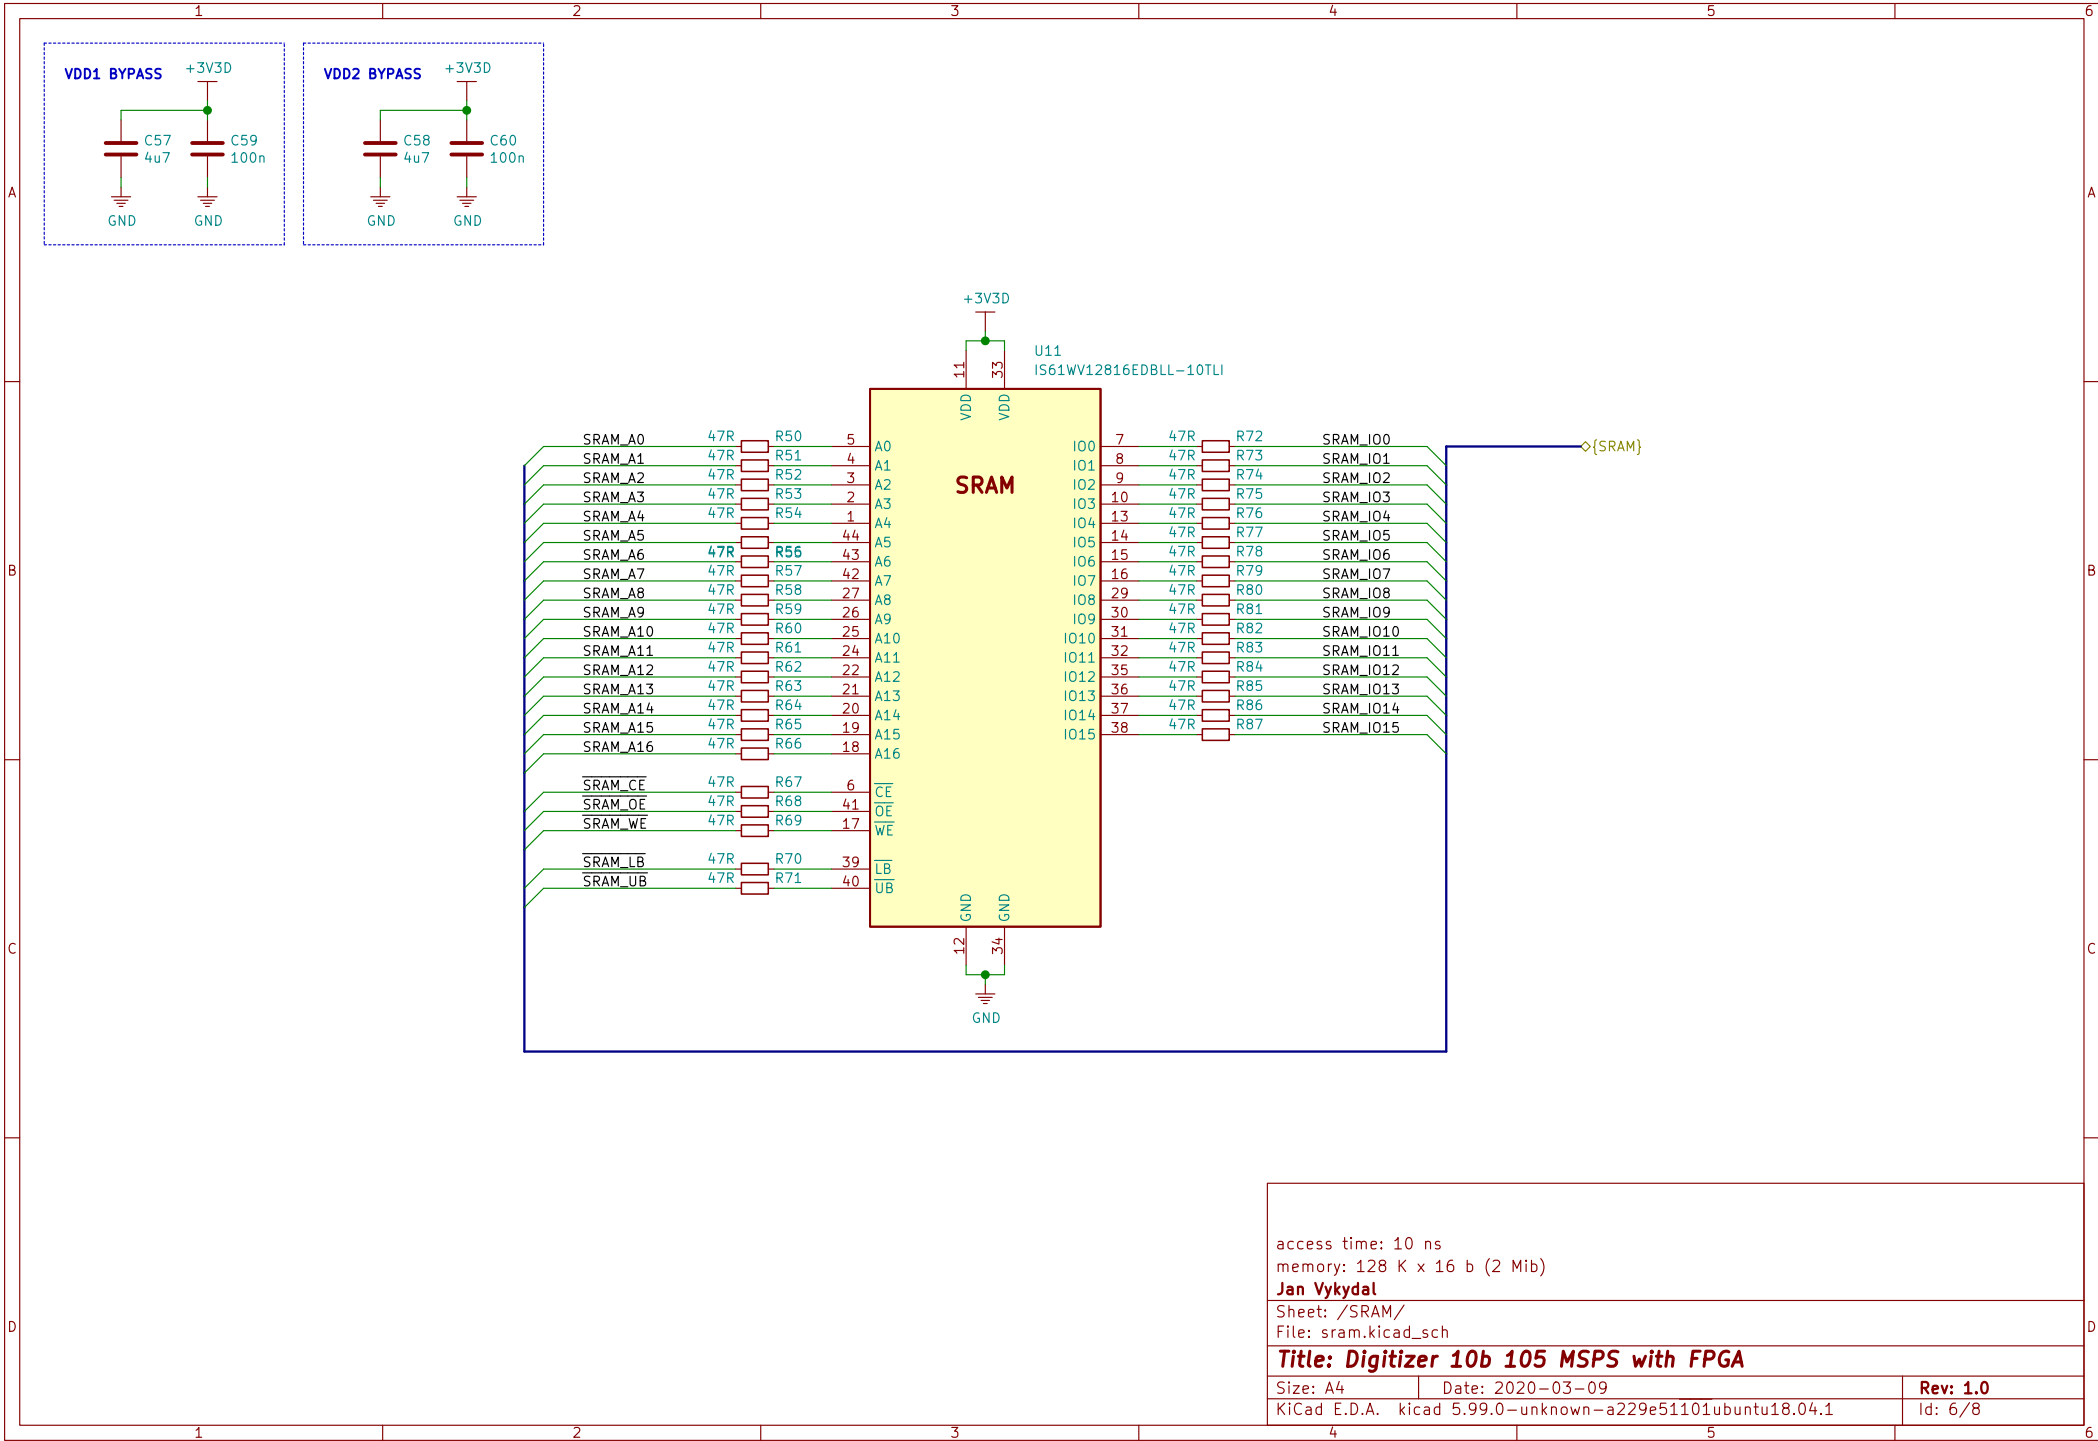 1 2 3 4 5 6
VDD1 BYPASS +3V3D
C57 4u7
C59 100n
GND GND
VDD2 BYPASS +3V3D
C58 4u7
C60 100n
GND GND
A A
B B
C C
D D
+3V3D
U11
IS61WV12816EDBLL-10TLI
11 33
VDD VDD
SRAM
SRAM_A0 47R R50 5 A0
SRAM_A1 47R R51 4 A1
SRAM_A2 47R R52 3 A2
SRAM_A3 47R R53 2 A3
SRAM_A4 47R R54 1 A4
SRAM_A5 44 A5
SRAM_A6 47R R56 43 A6
SRAM_A7 47R R57 42 A7
SRAM_A8 47R R58 27 A8
SRAM_A9 47R R59 26 A9
SRAM_A10 47R R60 25 A10
SRAM_A11 47R R61 24 A11
SRAM_A12 47R R62 22 A12
SRAM_A13 47R R63 21 A13
SRAM_A14 47R R64 20 A14
SRAM_A15 47R R65 19 A15
SRAM_A16 47R R66 18 A16
SRAM_CE 47R R67 6 CE
SRAM_OE 47R R68 41 OE
SRAM_WE 47R R69 17 WE
SRAM_LB 47R R70 39 LB
SRAM_UB 47R R71 40 UB
IO0 7 47R R72 SRAM_IO0
IO1 8 47R R73 SRAM_IO1
IO2 9 47R R74 SRAM_IO2
IO3 10 47R R75 SRAM_IO3
IO4 13 47R R76 SRAM_IO4
IO5 14 47R R77 SRAM_IO5
IO6 15 47R R78 SRAM_IO6
IO7 16 47R R79 SRAM_IO7
IO8 29 47R R80 SRAM_IO8
IO9 30 47R R81 SRAM_IO9
IO10 31 47R R82 SRAM_IO10
IO11 32 47R R83 SRAM_IO11
IO12 35 47R R84 SRAM_IO12
IO13 36 47R R85 SRAM_IO13
IO14 37 47R R86 SRAM_IO14
IO15 38 47R R87 SRAM_IO15
{SRAM}
GND GND
12 34
GND
access time: 10 ns
memory: 128 K x 16 b (2 Mib)
Jan Vykydal
Sheet: /SRAM/
File: sram.kicad_sch
Title: Digitizer 10b 105 MSPS with FPGA
Size: A4 Date: 2020-03-09 Rev: 1.0
KiCad E.D.A. kicad 5.99.0-unknown-a229e51101ubuntu18.04.1 Id: 6/8
1 2 3 4 5 6